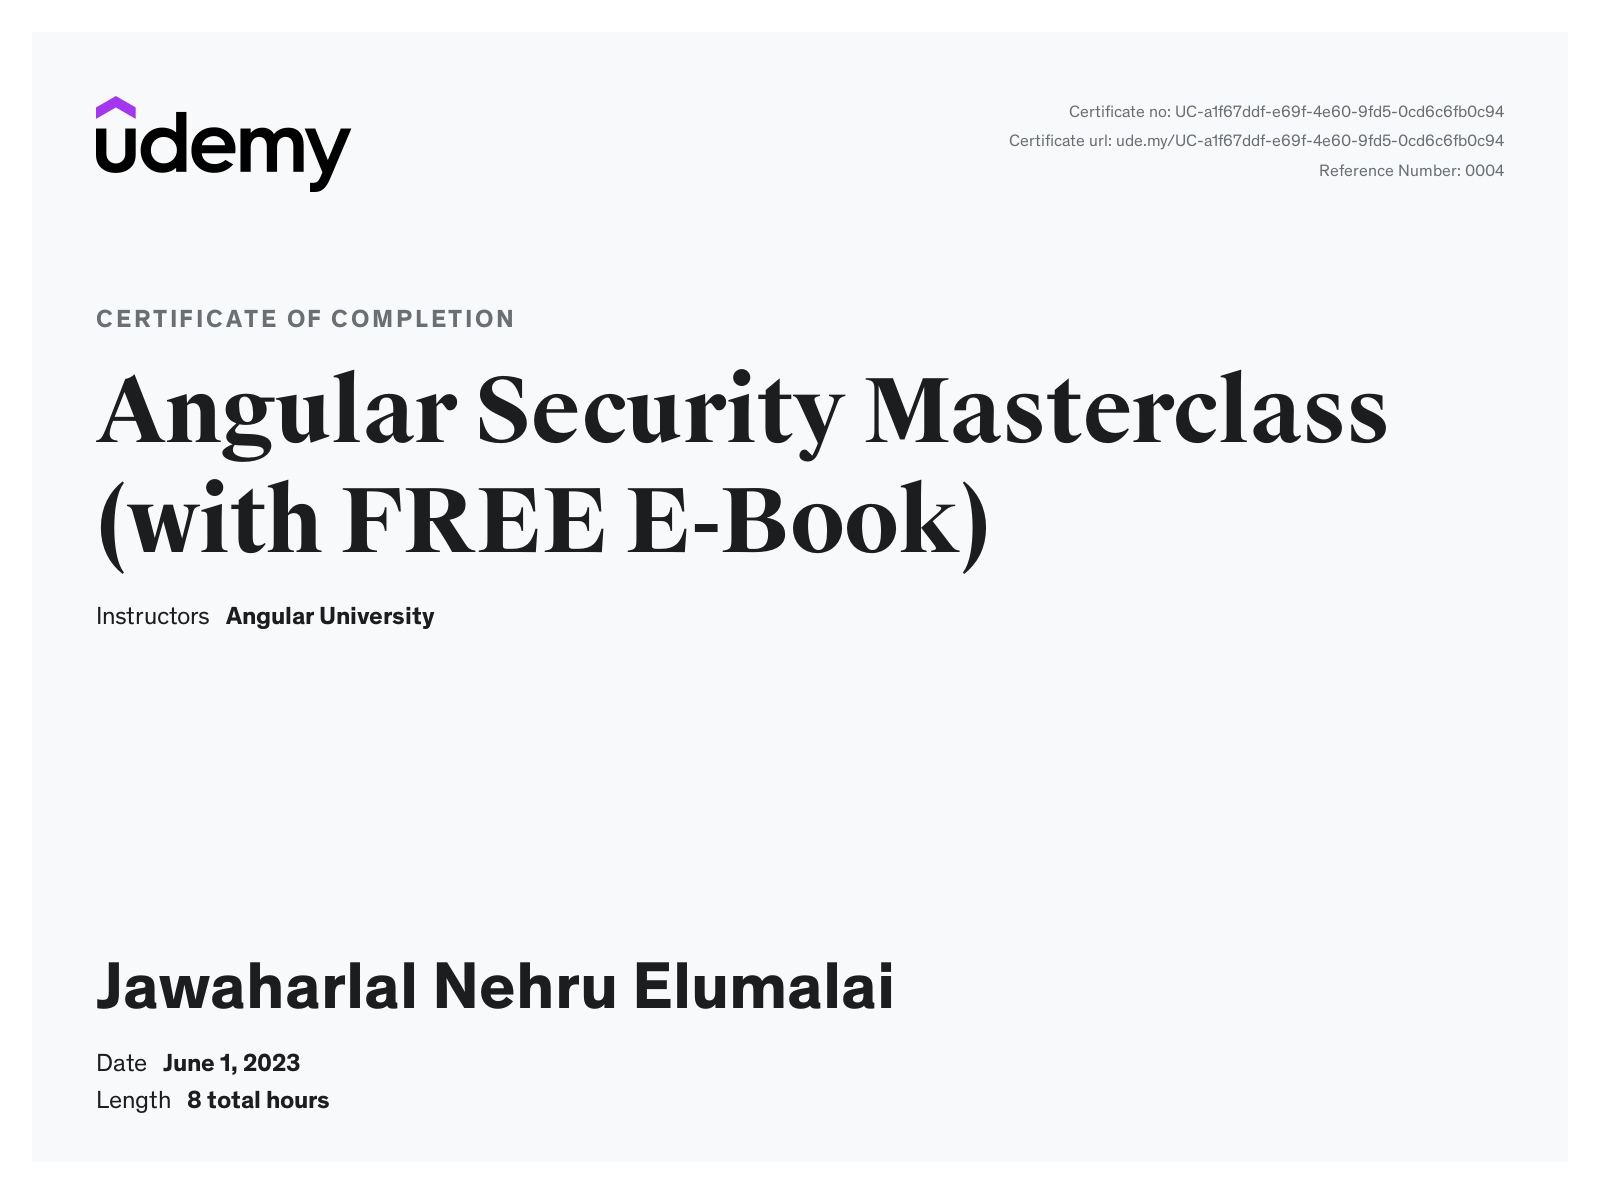 udemy
Certificate no: UC-a1f67ddf-e69f-4e60-9fd5-0cd6c6fb0c94
Certificate url: ude.my/UC-a1f67ddf-e69f-4e60-9fd5-0cd6c6fb0c94
Reference Number: 0004
CERTIFICATE OF COMPLETION
Angular Security Masterclass
(with FREE E-Book)
Instructors Angular University
Jawaharlal Nehru Elumalai
Date June 1, 2023
Length 8 total hours